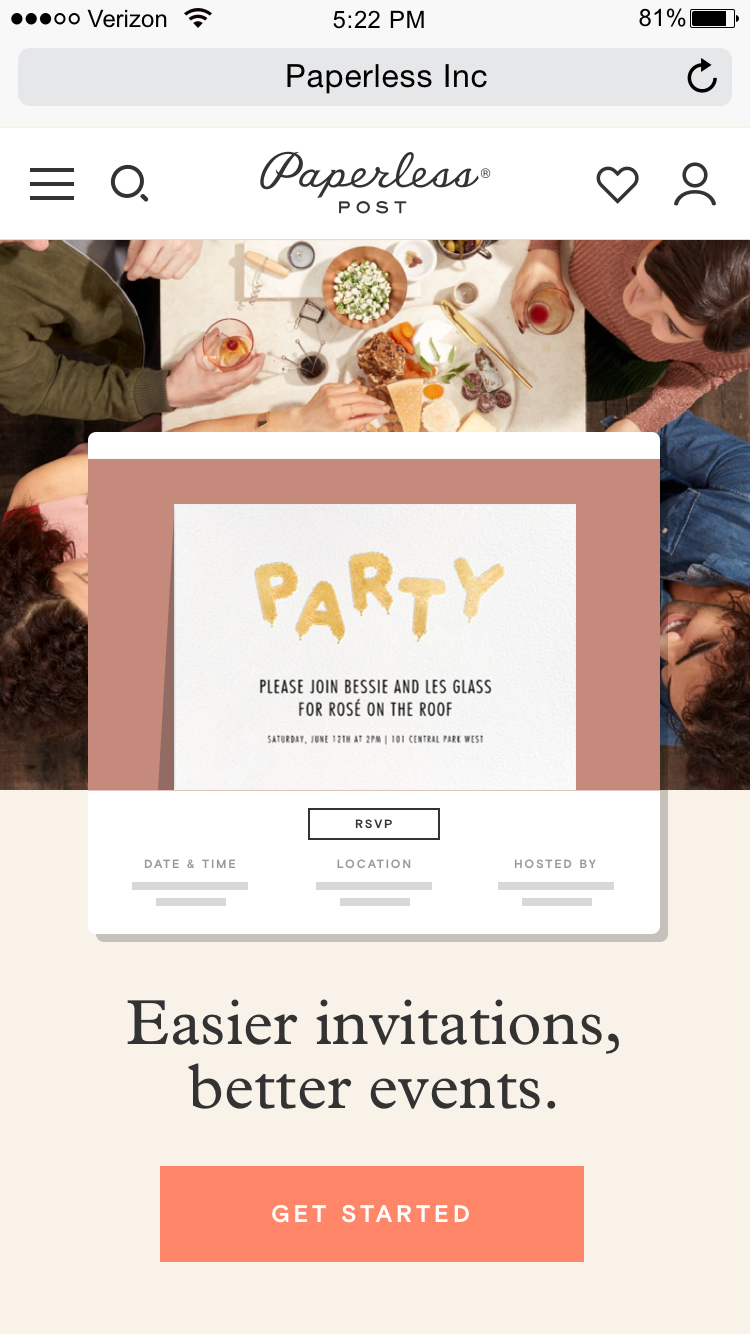 Verizon 5:22 PM 81%
Paperless Inc
Paperless®
POST
PARTY
PLEASE JOIN BESSIE AND LES GLASS
FOR ROSÉ ON THE ROOF
SATURDAY, JUNE 12TH AT 2PM | 101 CENTRAL PARK WEST
RSVP
DATE & TIME LOCATION HOSTED BY
Easier invitations,
better events.
GET STARTED